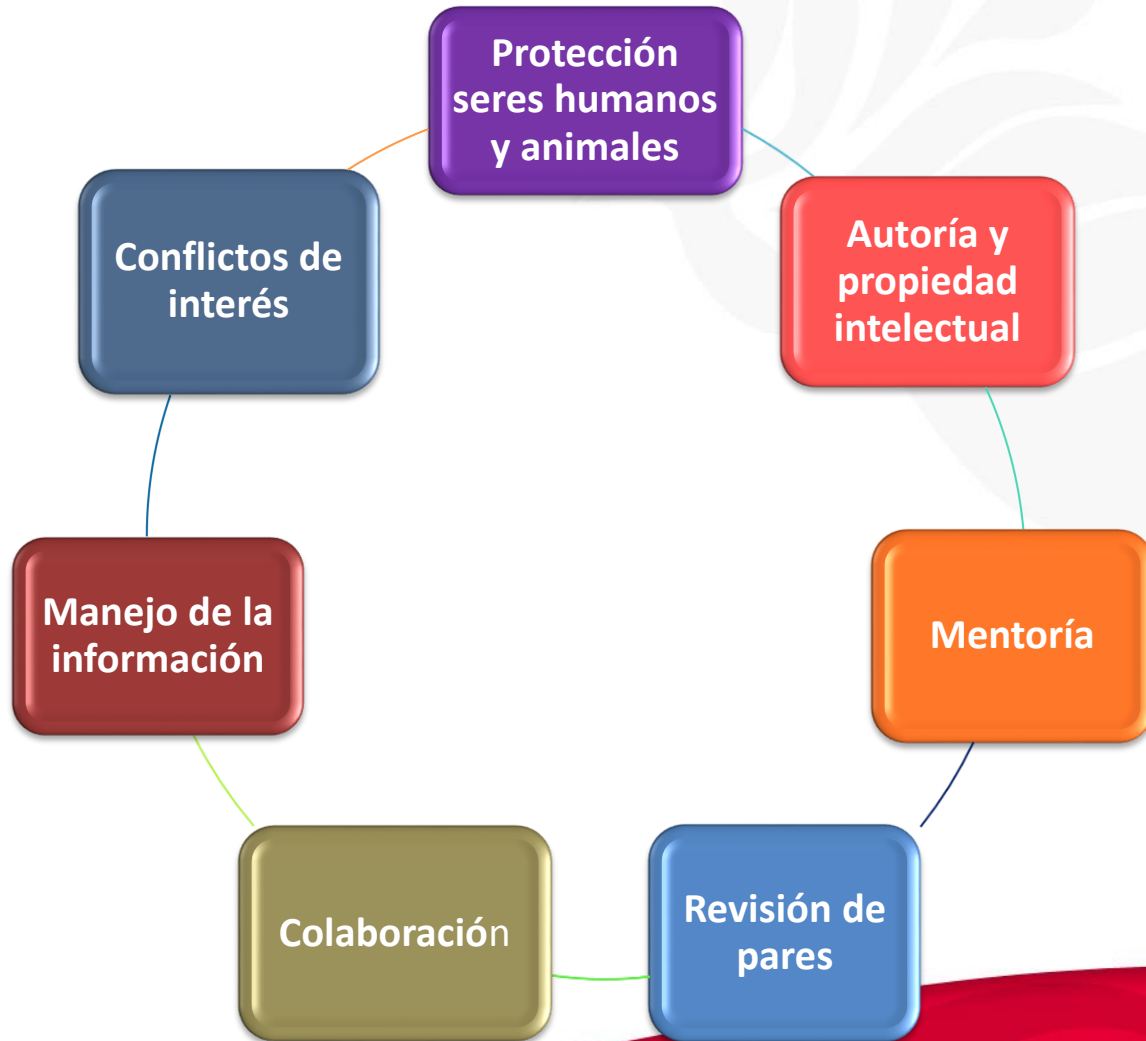 Protección
seres humanos
y animales
Autoría y
propiedad
intelectual
Mentoría
Revisión de
pares
Colaboración
Manejo de la
información
Conflictos de
interés